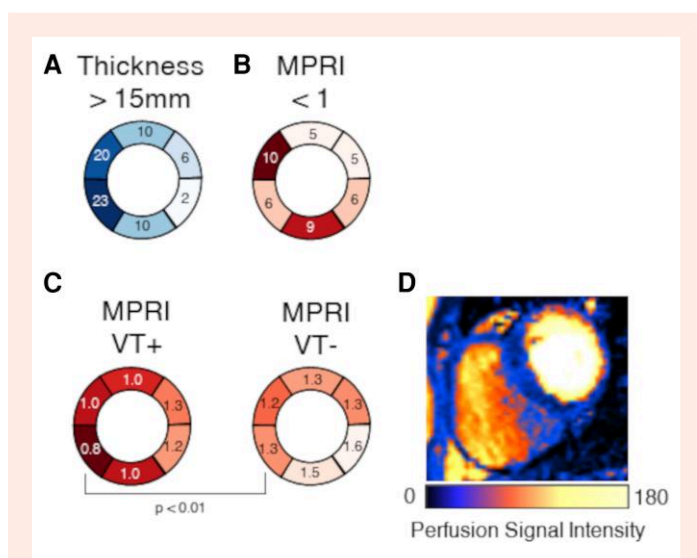 A
Thickness
> 15mm
10
20
6
23
2
10
B
MPRI
< 1
5
10
5
6
6
9
C
MPRI
VT+
1.0
1.0
1.3
0.8
1.2
1.0
MPRI
VT-
1.3
1.2
1.3
1.3
1.6
1.5
p < 0.01
D
0
180
Perfusion Signal Intensity